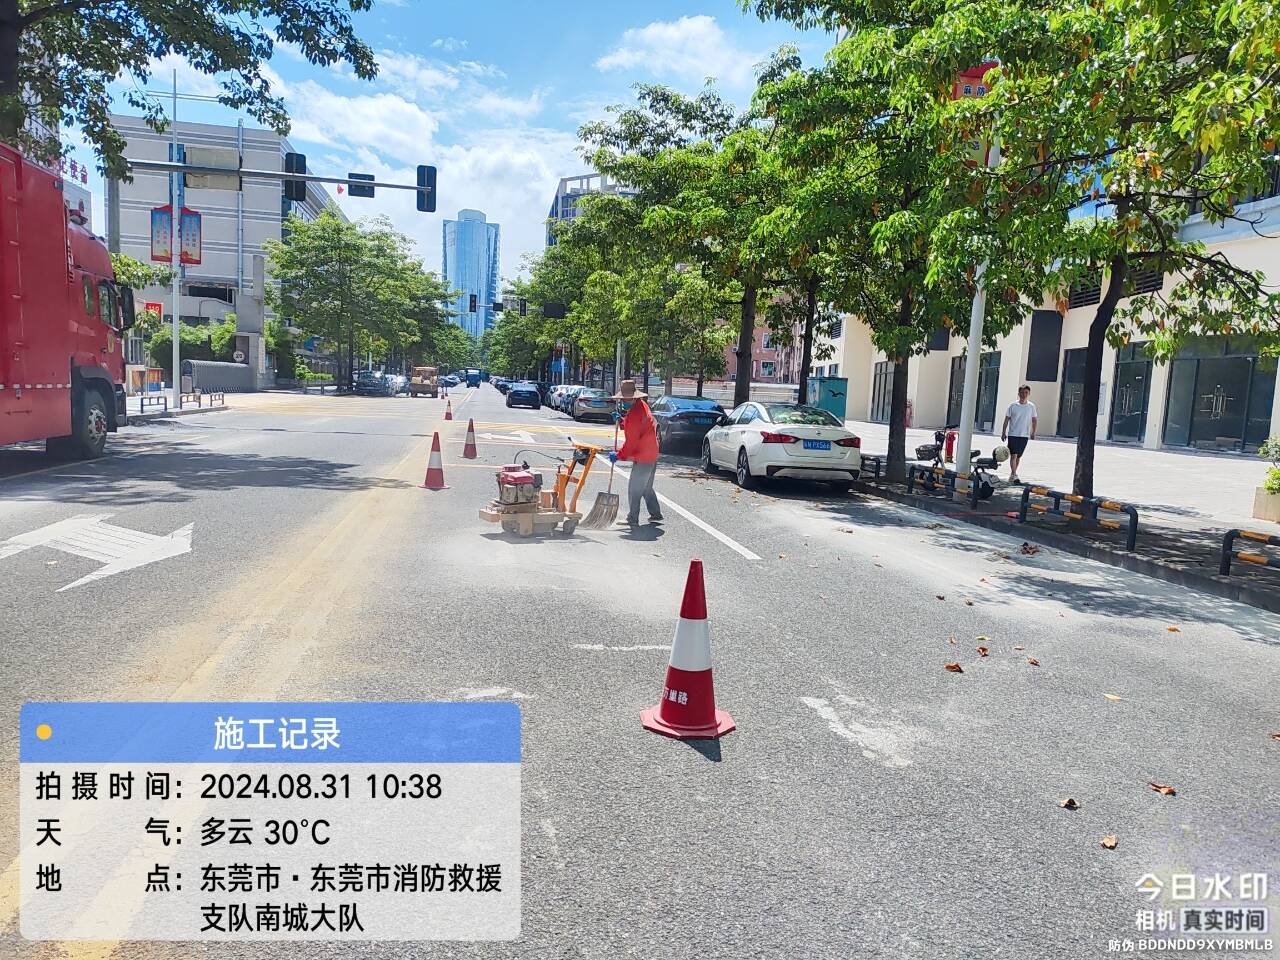 施工记录
拍摄时间：2024.08.31 10:38
天气：多云 30°C
地点：东莞市·东莞市消防救援
支队南城大队
今日水印
相机 真实时间
防伪 BDDNDD9XYMBMLB